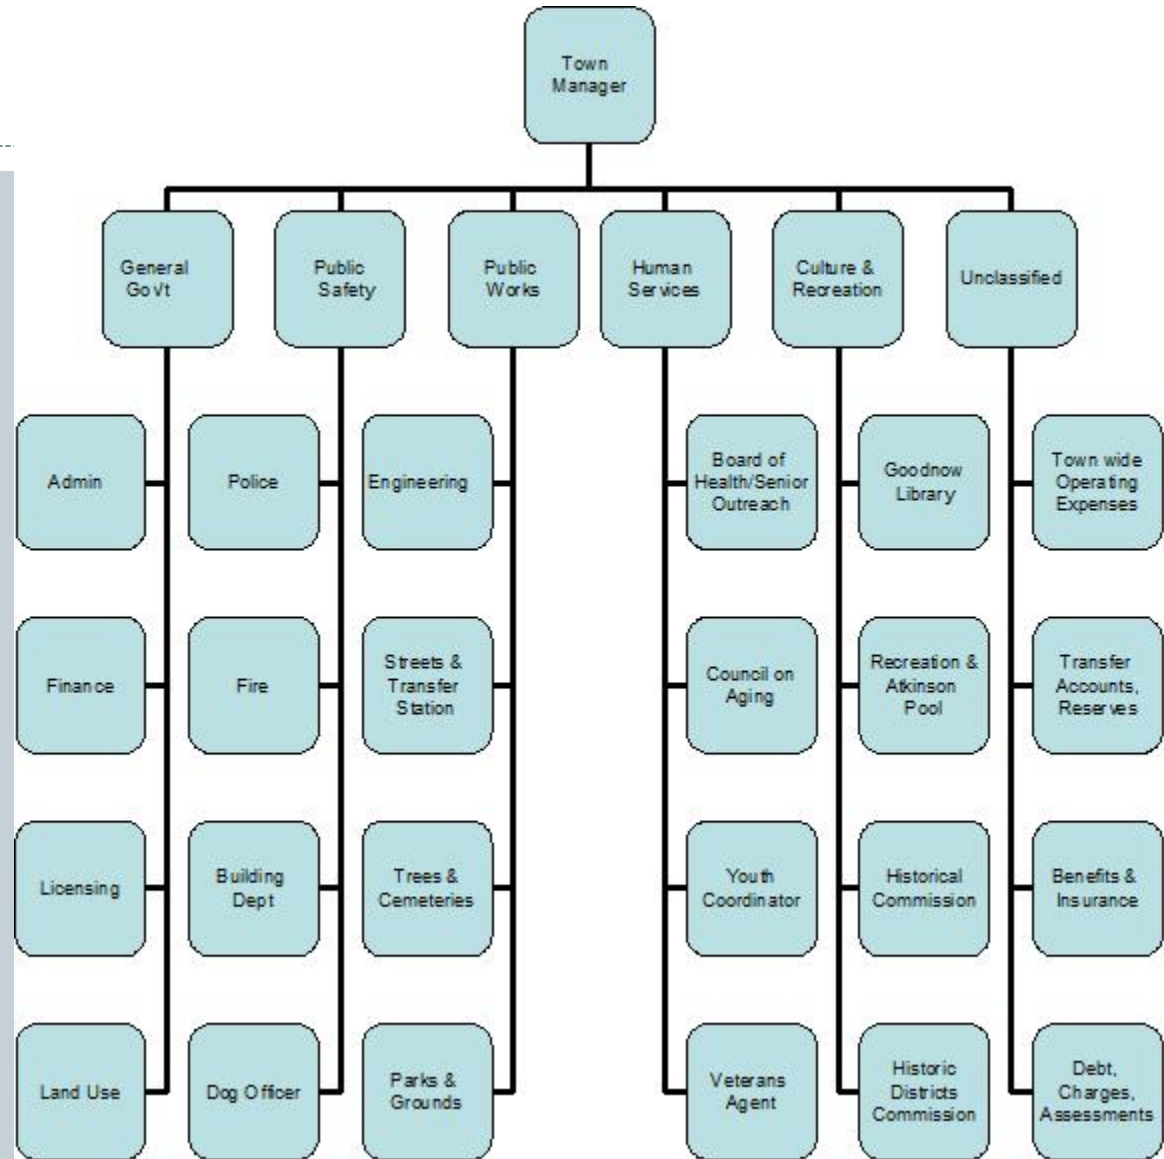 Town
Manager
General
Gov't
Public
Safety
Public
Works
Human
Services
Culture &
Recreation
Unclassified
Admin
Police
Engineering
Board of
Health/Senior
Outreach
Goodnow
Library
Town wide
Operating
Expenses
Finance
Fire
Streets &
Transfer
Station
Council on
Aging
Recreation &
Atkinson
Pool
Transfer
Accounts,
Reserves
Licensing
Building
Dept
Trees &
Cemeteries
Youth
Coordinator
Historical
Commission
Benefits &
Insurance
Land Use
Dog Officer
Parks &
Grounds
Veterans
Agent
Historic
Districts
Commission
Debt,
Charges,
Assessments